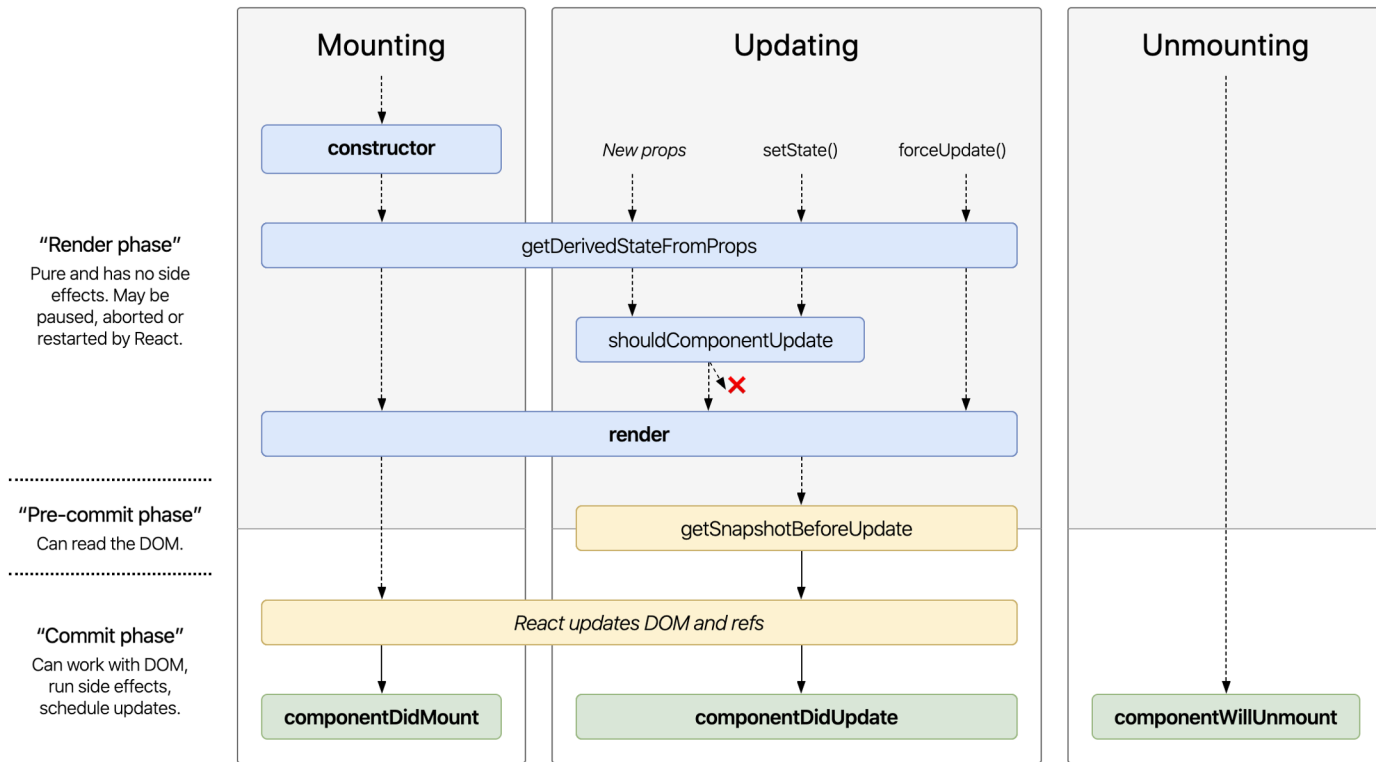 Mounting
Updating
Unmounting
constructor
New props
setState()
forceUpdate()
“Render phase”
Pure and has no side
effects. May be
paused, aborted or
restarted by React.
getDerivedStateFromProps
shouldComponentUpdate
render
“Pre-commit phase”
Can read the DOM.
getSnapshotBeforeUpdate
“Commit phase”
Can work with DOM,
run side effects,
schedule updates.
React updates DOM and refs
componentDidMount
componentDidUpdate
componentWillUnmount